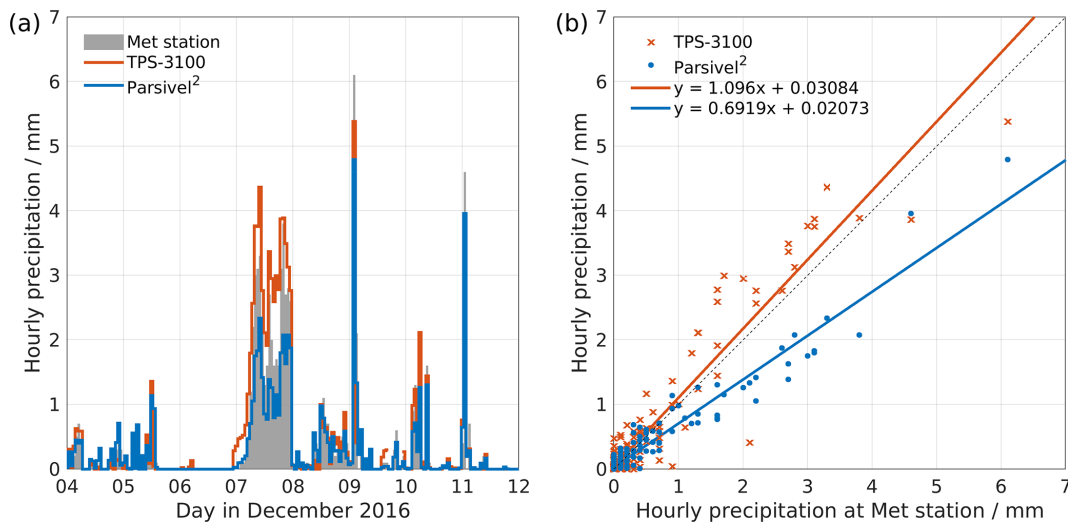 (a)
Hourly precipitation / mm
7
6
5
4
3
2
1
0
Met station
TPS-3100
Parsivel²
04 05 06 07 08 09 10 11 12
Day in December 2016
(b)
Hourly precipitation / mm
7
6
5
4
3
2
1
0
TPS-3100
Parsivel²
y = 1.096x + 0.03084
y = 0.6919x + 0.02073
0 1 2 3 4 5 6 7
Hourly precipitation at Met station / mm